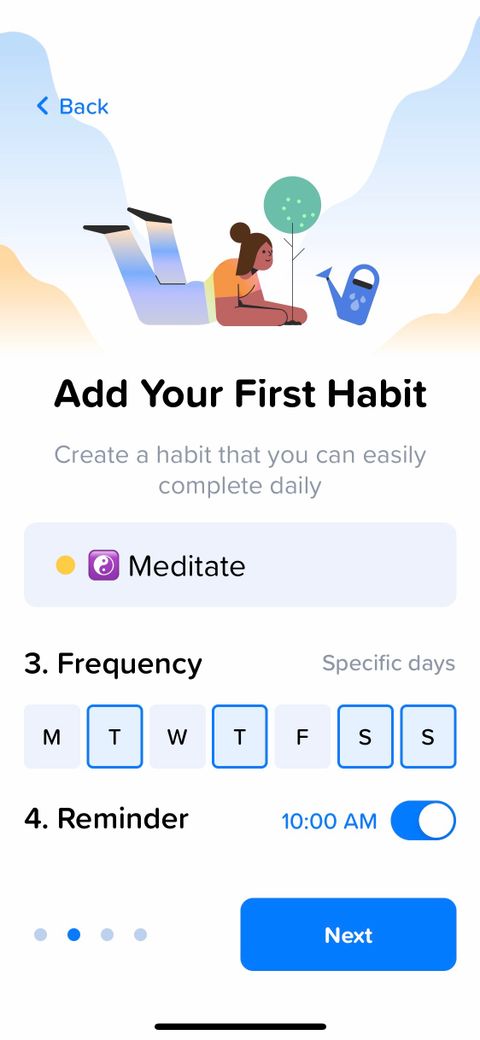 Back
Add Your First Habit
Create a habit that you can easily
complete daily
☯️ Meditate
3. Frequency Specific days
M T W T F S S
4. Reminder 10:00 AM
Next